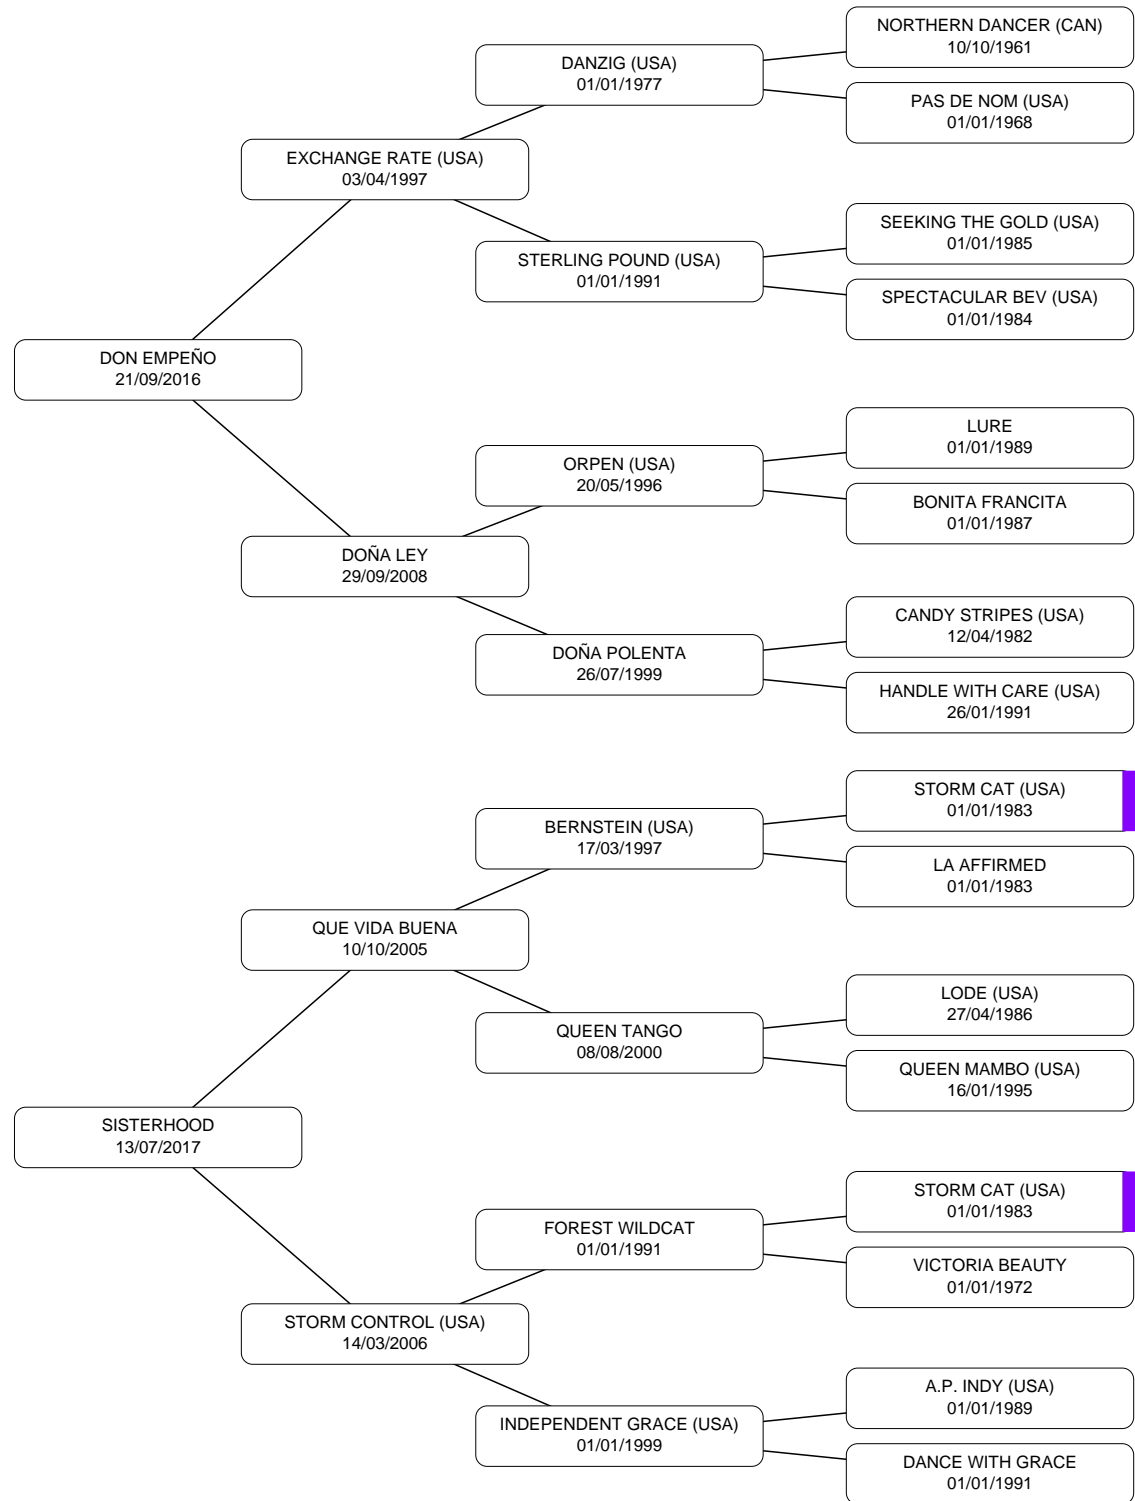 NORTHERN DANCER (CAN)
10/10/1961
DANZIG (USA)
01/01/1977
PAS DE NOM (USA)
01/01/1968
EXCHANGE RATE (USA)
03/04/1997
SEEKING THE GOLD (USA)
01/01/1985
STERLING POUND (USA)
01/01/1991
SPECTACULAR BEV (USA)
01/01/1984
DON EMPEÑO
21/09/2016
LURE
01/01/1989
ORPEN (USA)
20/05/1996
BONITA FRANCITA
01/01/1987
DOÑA LEY
29/09/2008
CANDY STRIPES (USA)
12/04/1982
DOÑA POLENTA
26/07/1999
HANDLE WITH CARE (USA)
26/01/1991
STORM CAT (USA)
01/01/1983
BERNSTEIN (USA)
17/03/1997
LA AFFIRMED
01/01/1983
QUE VIDA BUENA
10/10/2005
LODE (USA)
27/04/1986
QUEEN TANGO
08/08/2000
QUEEN MAMBO (USA)
16/01/1995
SISTERHOOD
13/07/2017
STORM CAT (USA)
01/01/1983
FOREST WILDCAT
01/01/1991
VICTORIA BEAUTY
01/01/1972
STORM CONTROL (USA)
14/03/2006
A.P. INDY (USA)
01/01/1989
INDEPENDENT GRACE (USA)
01/01/1999
DANCE WITH GRACE
01/01/1991